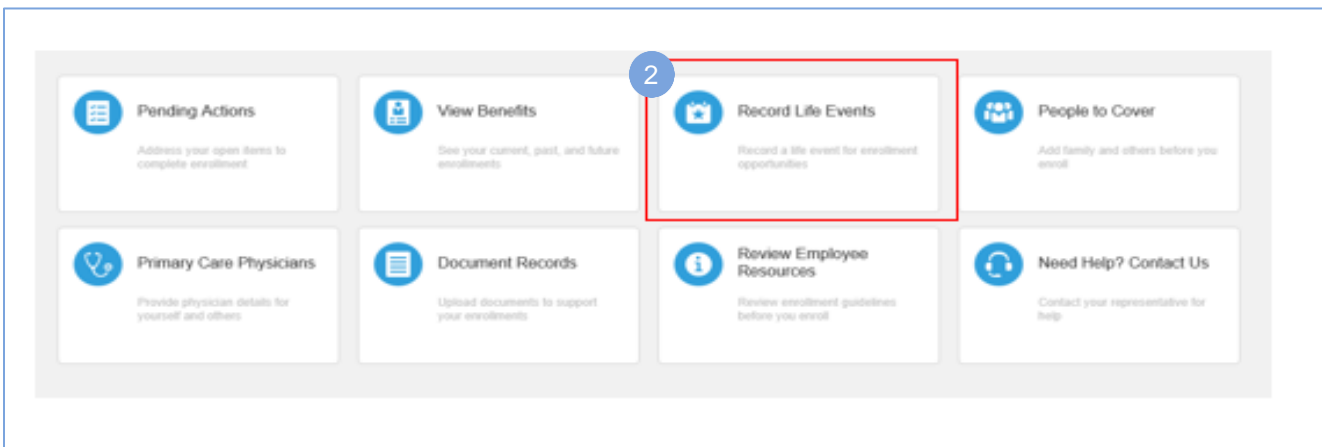 2
Pending Actions
Address your open items to
complete enrollment
View Benefits
See your current, past, and future
enrollments
Record Life Events
Record a life event for enrollment
opportunities
People to Cover
Add family and others before you
enroll
Primary Care Physicians
Provide physician details for
yourself and others
Document Records
Upload documents to support
your enrollments
Review Employee
Resources
Review enrollment guidelines
before you enroll
Need Help? Contact Us
Contact your representative for
help